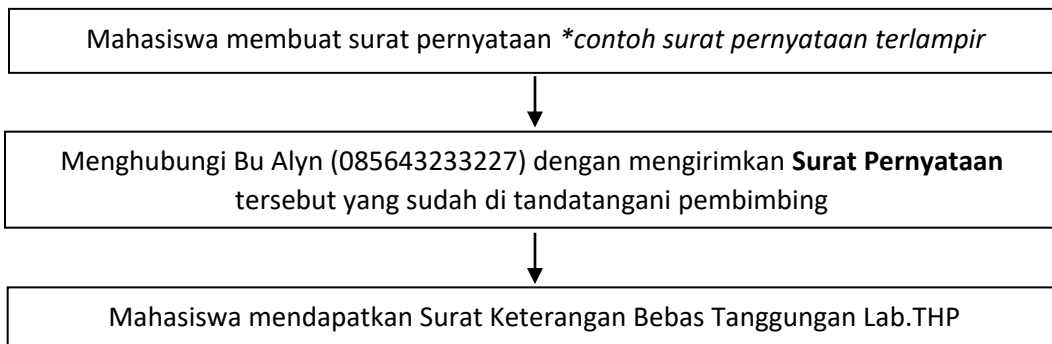 Mahasiswa membuat surat pernyataan *contoh surat pernyataan terlampir
Menghubungi Bu Alyn (085643233227) dengan mengirimkan Surat Pernyataan
tersebut yang sudah di tandatangani pembimbing
Mahasiswa mendapatkan Surat Keterangan Bebas Tanggungan Lab.THP